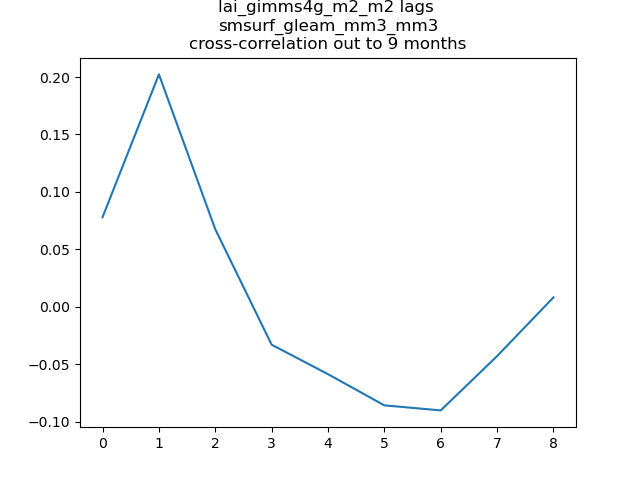 lai_gimms4g_m2_m2 lags
smsurf_gleam_mm3_mm3
cross-correlation out to 9 months
0.20
0.15
0.10
0.05
0.00
−0.05
−0.10
0 1 2 3 4 5 6 7 8